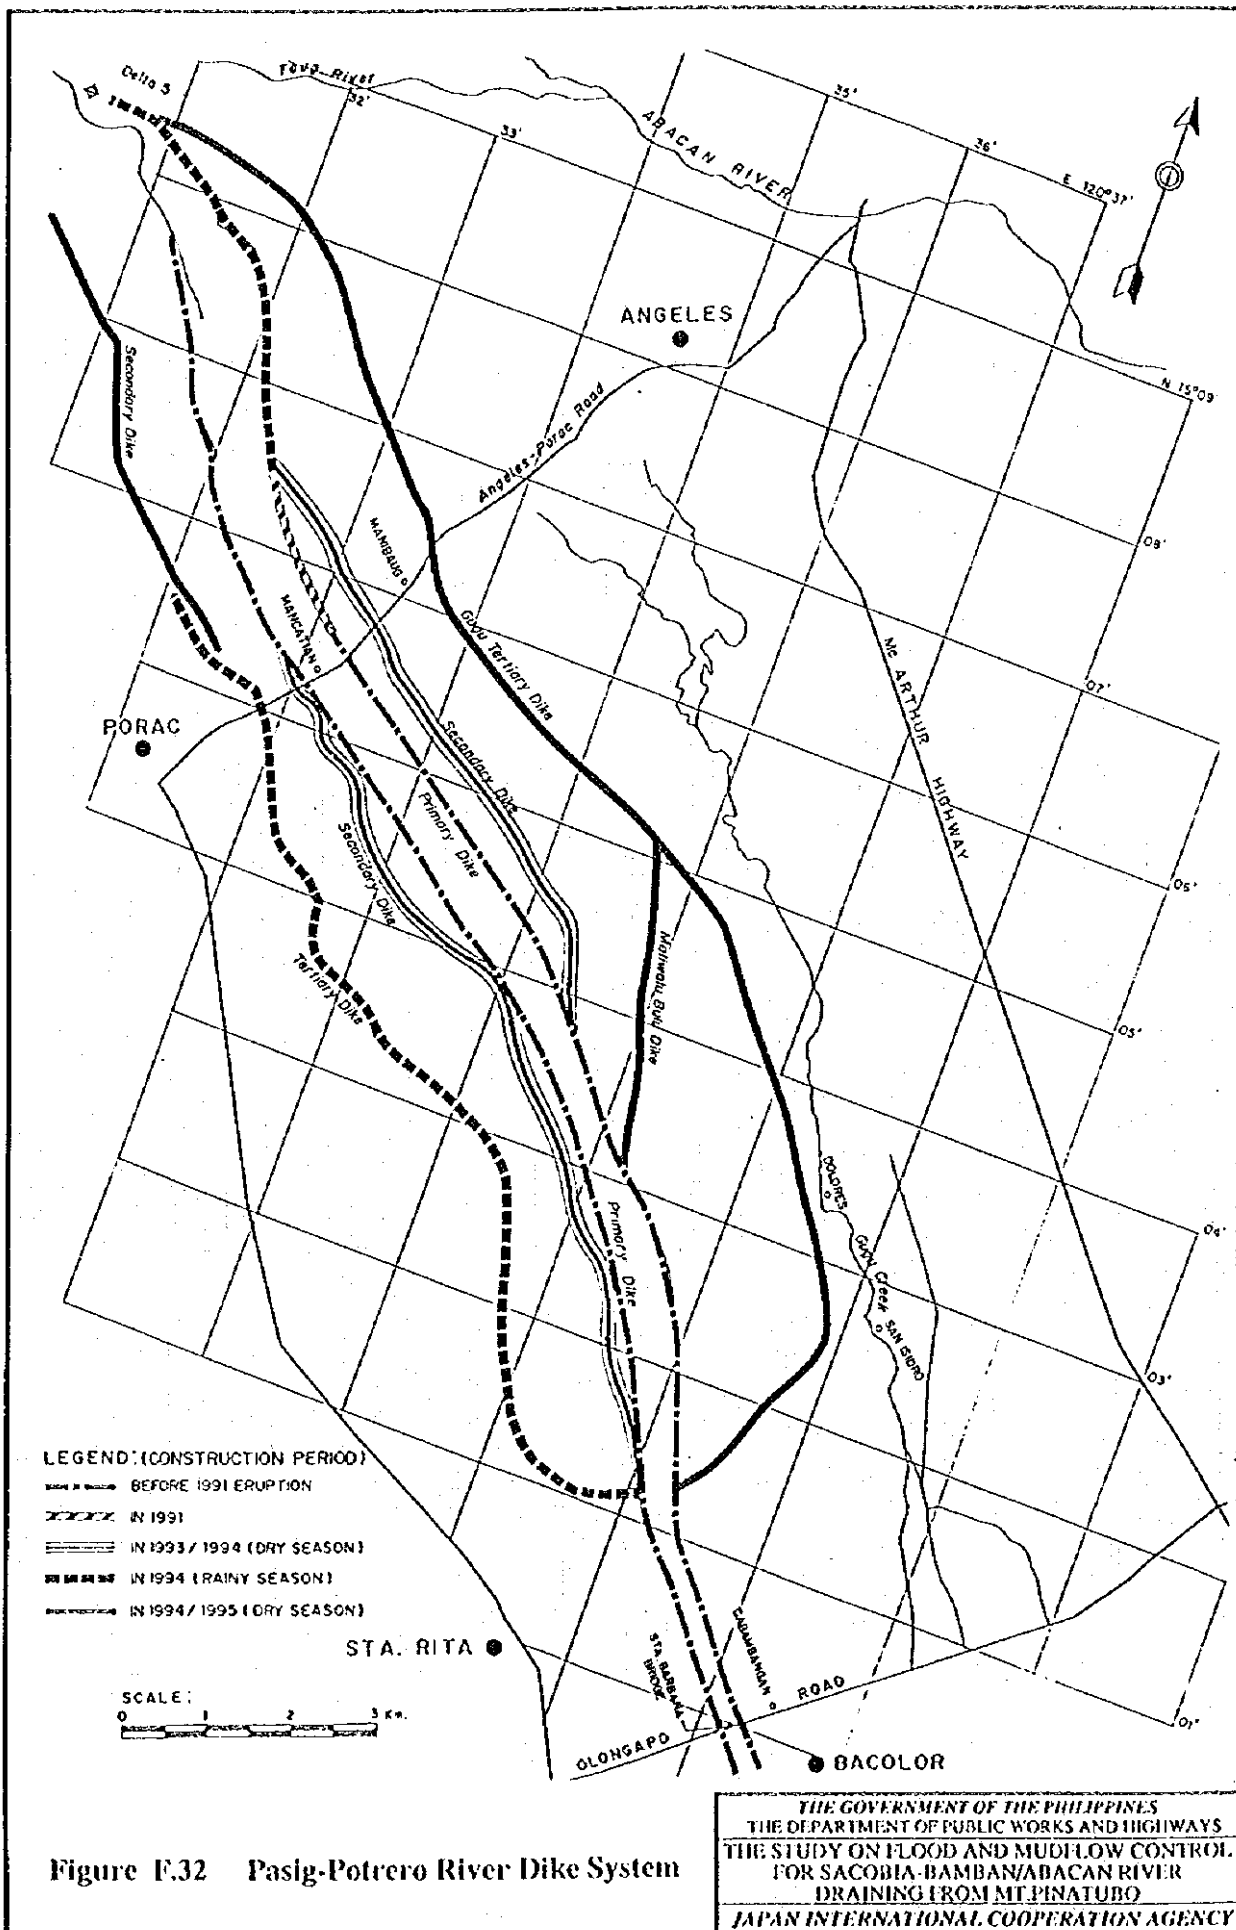 Delta 5
Taug River
32'
33'
35'
36'
E 120°37'
ABACAN RIVER
ANGELES
N 15°09'
Secondary Dike
Angeles-Porac Road
08'
MAMBAUG
MANCATIAN
Gugu Tertiary Dike
Mc ARTHUR HIGHWAY
07'
PORAC
Secondary Dike
Primary Dike
Secondary Dike
06'
Tertiary Dike
Maliwalu Bulu Dike
05'
DOLORES
Gugu Creek
04'
Primary Dike
SAN ISIDRO
03'
LEGEND:(CONSTRUCTION PERIOD)
BEFORE 1991 ERUPTION
IN 1991
IN 1993/1994 (DRY SEASON)
IN 1994 (RAINY SEASON)
IN 1994/1995 (DRY SEASON)
STA. RITA
STA. BARBARA
BRIDGE
CABAMBANGAN
SCALE:
0 1 2 3 Km.
OLONGAPO ROAD
01'
BACOLOR
Figure F.32 Pasig-Potrero River Dike System
THE GOVERNMENT OF THE PHILIPPINES
THE DEPARTMENT OF PUBLIC WORKS AND HIGHWAYS
THE STUDY ON FLOOD AND MUDFLOW CONTROL
FOR SACOBIA-BAMBAN/ABACAN RIVER
DRAINING FROM MT.PINATUBO
JAPAN INTERNATIONAL COOPERATION AGENCY